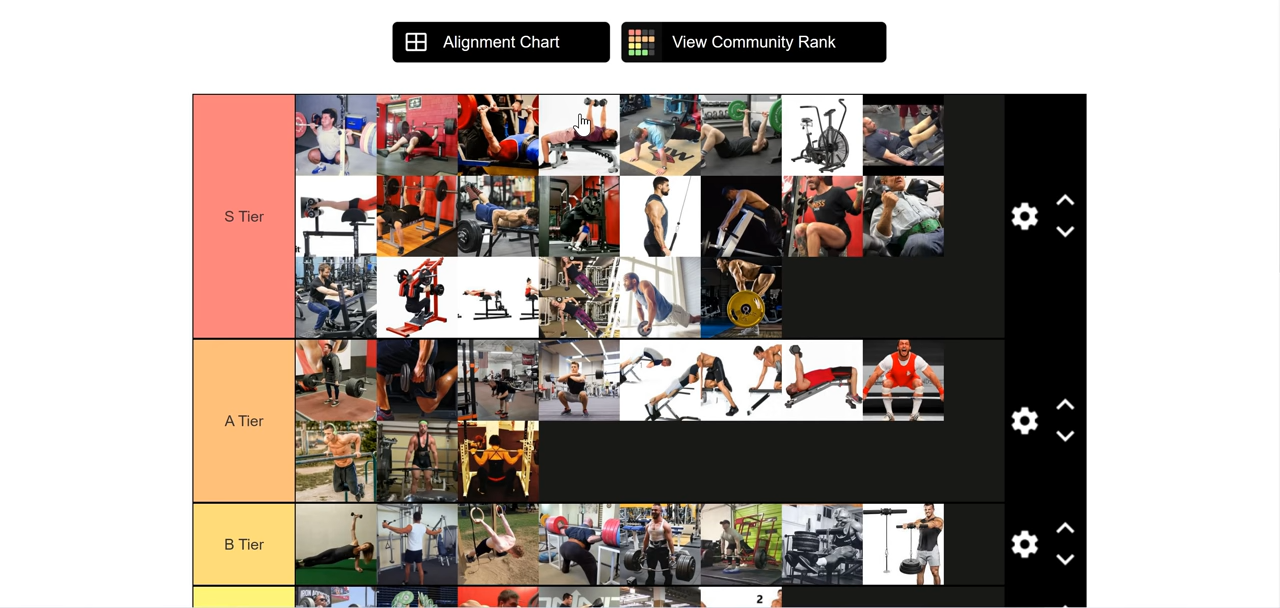 Alignment Chart
View Community Rank
S Tier
A Tier
B Tier
2